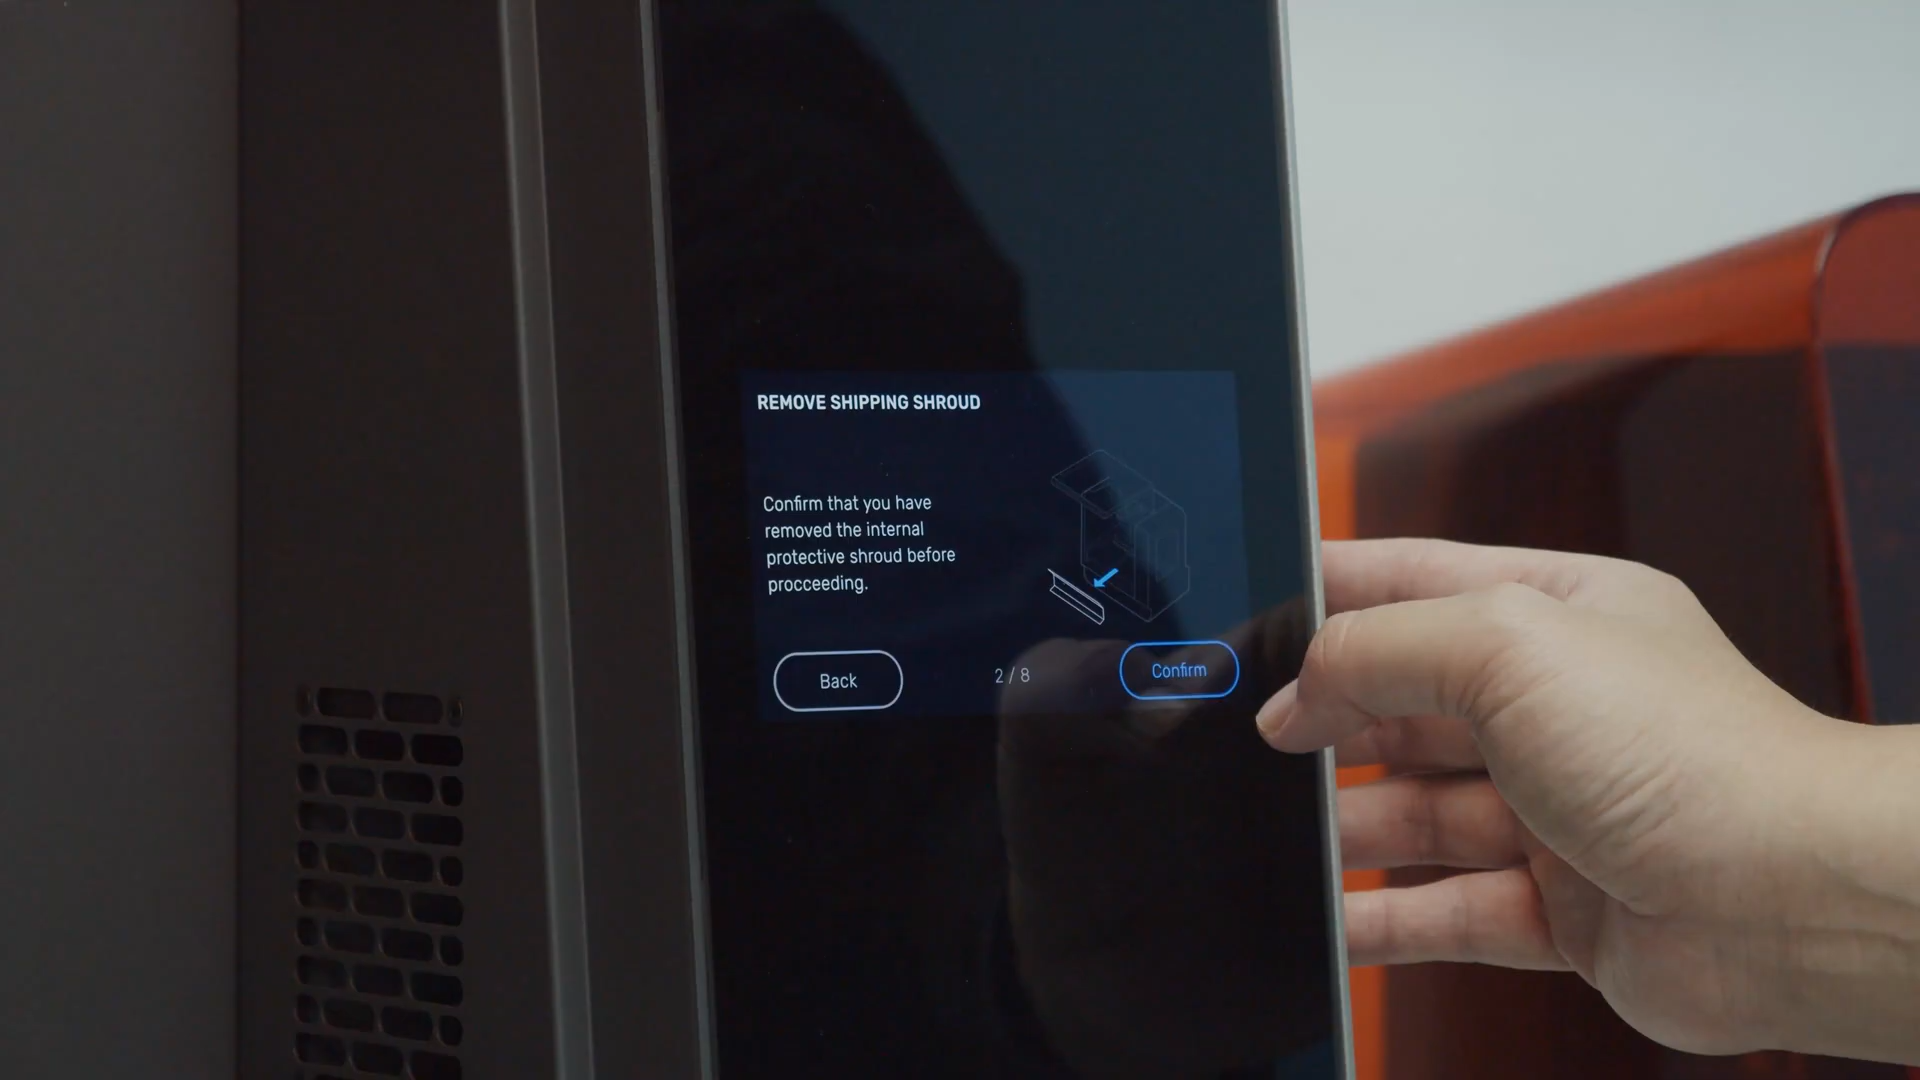 REMOVE SHIPPING SHROUD
Confirm that you have
removed the internal
protective shroud before
procceeding.
Back
2 / 8
Confirm